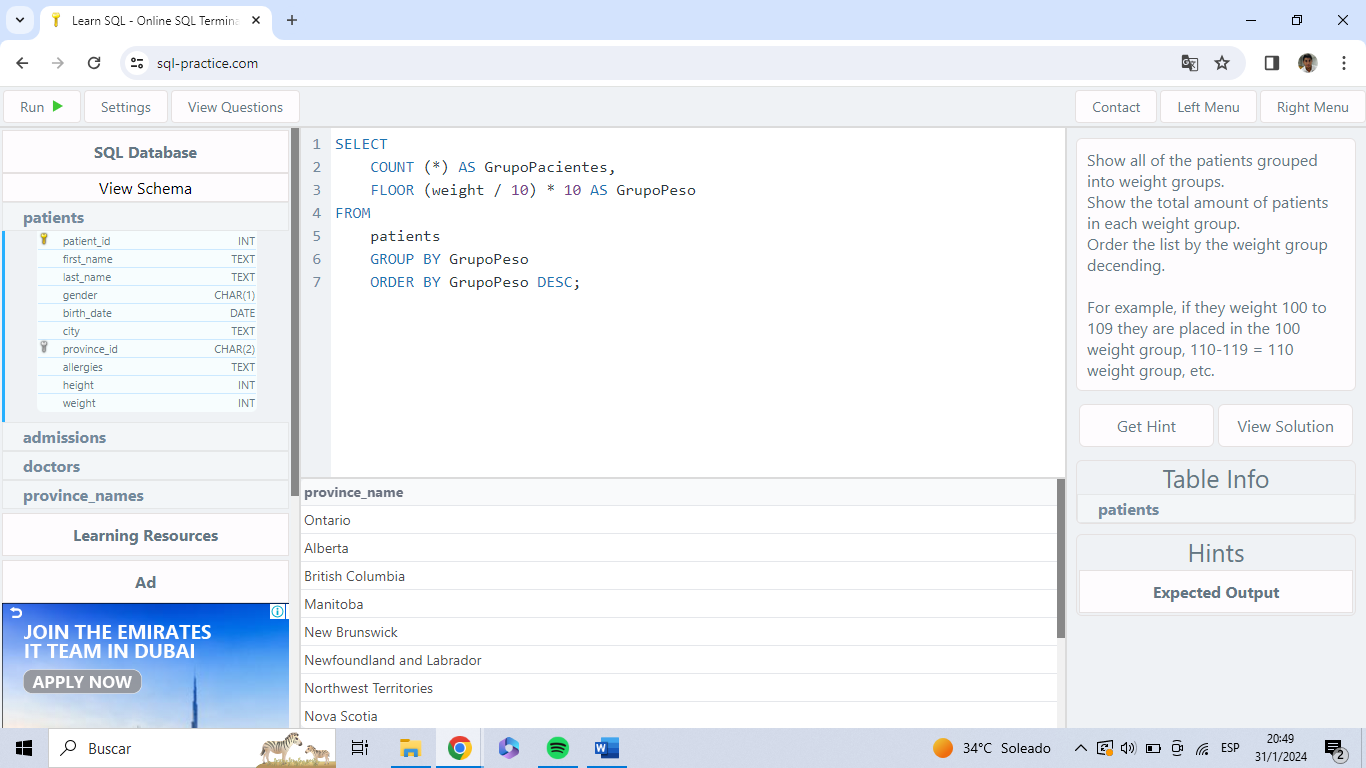 Learn SQL - Online SQL Termina
sql-practice.com
Run
Settings
View Questions
Contact
Left Menu
Right Menu
SQL Database
View Schema
patients
patient_id INT
first_name TEXT
last_name TEXT
gender CHAR(1)
birth_date DATE
city TEXT
province_id CHAR(2)
allergies TEXT
height INT
weight INT
admissions
doctors
province_names
Learning Resources
Ad
JOIN THE EMIRATES
IT TEAM IN DUBAI
APPLY NOW
1 SELECT
2 COUNT (*) AS GrupoPacientes,
3 FLOOR (weight / 10) * 10 AS GrupoPeso
4 FROM
5 patients
6 GROUP BY GrupoPeso
7 ORDER BY GrupoPeso DESC;
province_name
Ontario
Alberta
British Columbia
Manitoba
New Brunswick
Newfoundland and Labrador
Northwest Territories
Nova Scotia
Show all of the patients grouped
into weight groups.
Show the total amount of patients
in each weight group.
Order the list by the weight group
decending.
For example, if they weight 100 to
109 they are placed in the 100
weight group, 110-119 = 110
weight group, etc.
Get Hint
View Solution
Table Info
patients
Hints
Expected Output
Buscar
34°C Soleado
ESP
20:49
31/1/2024
2